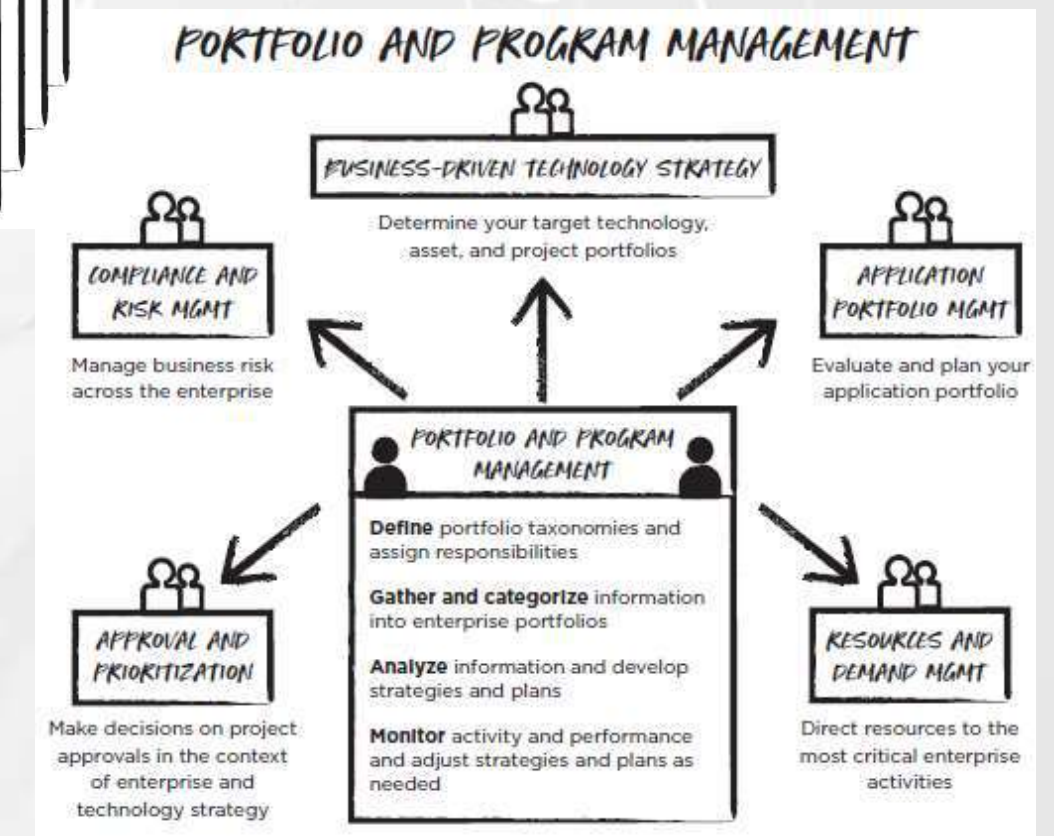 PORTFOLIO AND PROGRAM MANAGEMENT
BUSINESS-DRIVEN TECHNOLOGY STRATEGY
Determine your target technology,
asset, and project portfolios
COMPLIANCE AND
RISK MGMT
Manage business risk
across the enterprise
APPLICATION
PORTFOLIO MGMT
Evaluate and plan your
application portfolio
PORTFOLIO AND PROGRAM
MANAGEMENT
Define portfolio taxonomies and
assign responsibilities
Gather and categorize information
into enterprise portfolios
Analyze information and develop
strategies and plans
Monitor activity and performance
and adjust strategies and plans as
needed
APPROVAL AND
PRIORITIZATION
Make decisions on project
approvals in the context
of enterprise and
technology strategy
RESOURCES AND
DEMAND MGMT
Direct resources to the
most critical enterprise
activities